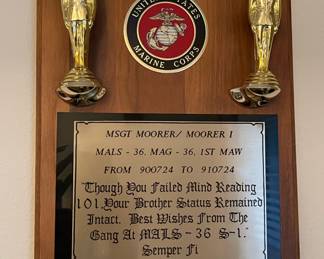 UNITED STATES
MARINE CORPS
MSGT MOORER/ MOORER I
MALS - 36, MAG - 36, 1ST MAW
FROM 900724 TO 910724
"Though You Failed Mind Reading
101,Your Brother Status Remained
Intact. Best Wishes From The
Gang At MALS - 36 S-1."
Semper Fi